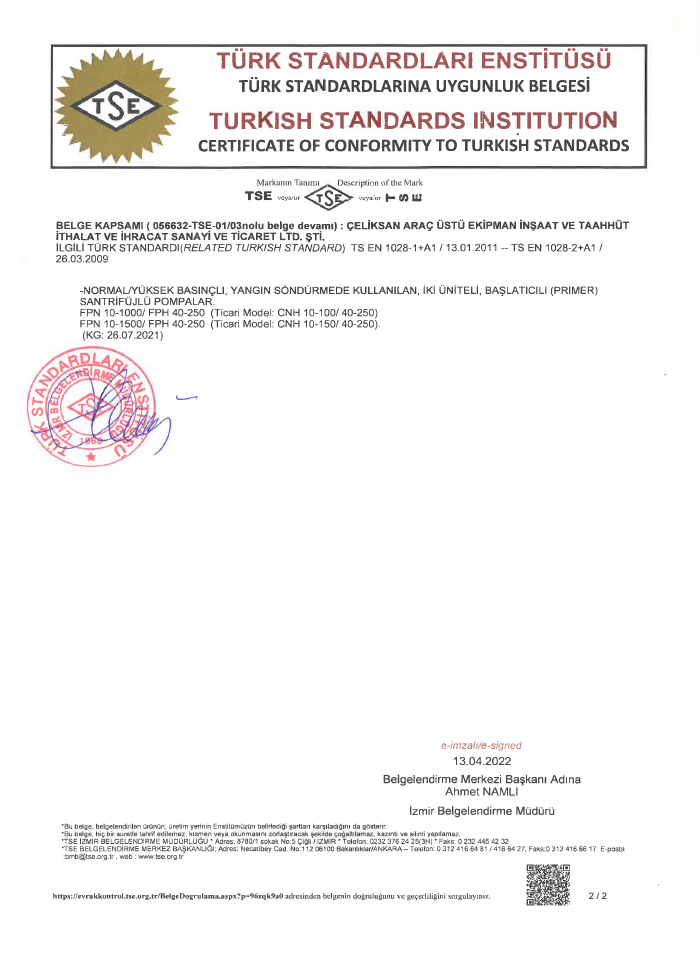 TÜRK STANDARDLARI ENSTİTÜSÜ
TÜRK STANDARDLARINA UYGUNLUK BELGESİ
TURKISH STANDARDS INSTITUTION
CERTIFICATE OF CONFORMITY TO TURKISH STANDARDS
TSE
Markanın Tanımı Description of the Mark
TSE veya/or TSE veya/or TSE
BELGE KAPSAMI ( 056632-TSE-01/03nolu belge devamı) : ÇELİKSAN ARAÇ ÜSTÜ EKİPMAN İNŞAAT VE TAAHHÜT
İTHALAT VE İHRACAT SANAYİ VE TİCARET LTD. ŞTİ.
İLGİLİ TÜRK STANDARDI(RELATED TURKISH STANDARD) TS EN 1028-1+A1 / 13.01.2011 -- TS EN 1028-2+A1 /
26.03.2009
-NORMAL/YÜKSEK BASINÇLI, YANGIN SÖNDÜRMEDE KULLANILAN, İKİ ÜNİTELİ, BAŞLATICILI (PRİMER)
SANTRİFÜJLÜ POMPALAR.
FPN 10-1000/ FPH 40-250 (Ticari Model: CNH 10-100/ 40-250)
FPN 10-1500/ FPH 40-250 (Ticari Model: CNH 10-150/ 40-250).
(KG: 26.07.2021)
TÜRK STANDARDLARI ENSTİTÜSÜ
İZMİR BELGELENDİRME MÜDÜRLÜĞÜ
TSE
e-imzalı/e-signed
13.04.2022
Belgelendirme Merkezi Başkanı Adına
Ahmet NAMLI
İzmir Belgelendirme Müdürü
*Bu belge, belgelendirilen ürünün, üretim yerinin Enstitümüzün belirlediği şartları karşıladığını da gösterir.
*Bu belge, hiç bir suretle tahrif edilemez, kısmen veya okunmasını zorlaştıracak şekilde çoğaltılamaz, kazıntı ve silinti yapılamaz.
*TSE İZMİR BELGELENDİRME MÜDÜRLÜĞÜ * Adres: 8780/1 sokak No:5 Çiğli / İZMİR * Telefon: 0232 376 24 25(3H) * Faks: 0 232 445 42 32
*TSE BELGELENDİRME MERKEZ BAŞKANLIĞI; Adres: Necatibey Cad. No:112 06100 Bakanlıklar/ANKARA – Telefon: 0 312 416 64 81 / 416 64 27, Faks:0 312 416 66 17 E-posta
:bmb@tse.org.tr , web : www.tse.org.tr
https://evrakkontrol.tse.org.tr/BelgeDogrulama.aspx?p=96zqk9a0 adresinden belgenin doğruluğunu ve geçerliliğini sorgulayınız.
2 / 2